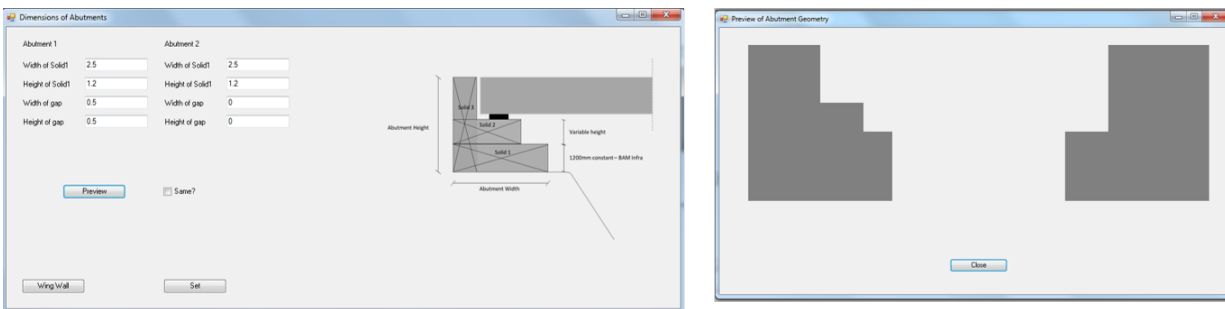 Dimensions of Abutments
Abutment 1 Abutment 2
Width of Solid1 2.5 Width of Solid1 2.5
Height of Solid1 1.2 Height of Solid1 1.2
Width of gap 0.5 Width of gap 0
Height of gap 0.5 Height of gap 0
Preview Same?
Wing Wall Set
Solid 3
Abutment Height
Solid 2
Variable height
Solid 1
1200mm constant – BAM Infra
Abutment Width
Preview of Abutment Geometry
Close